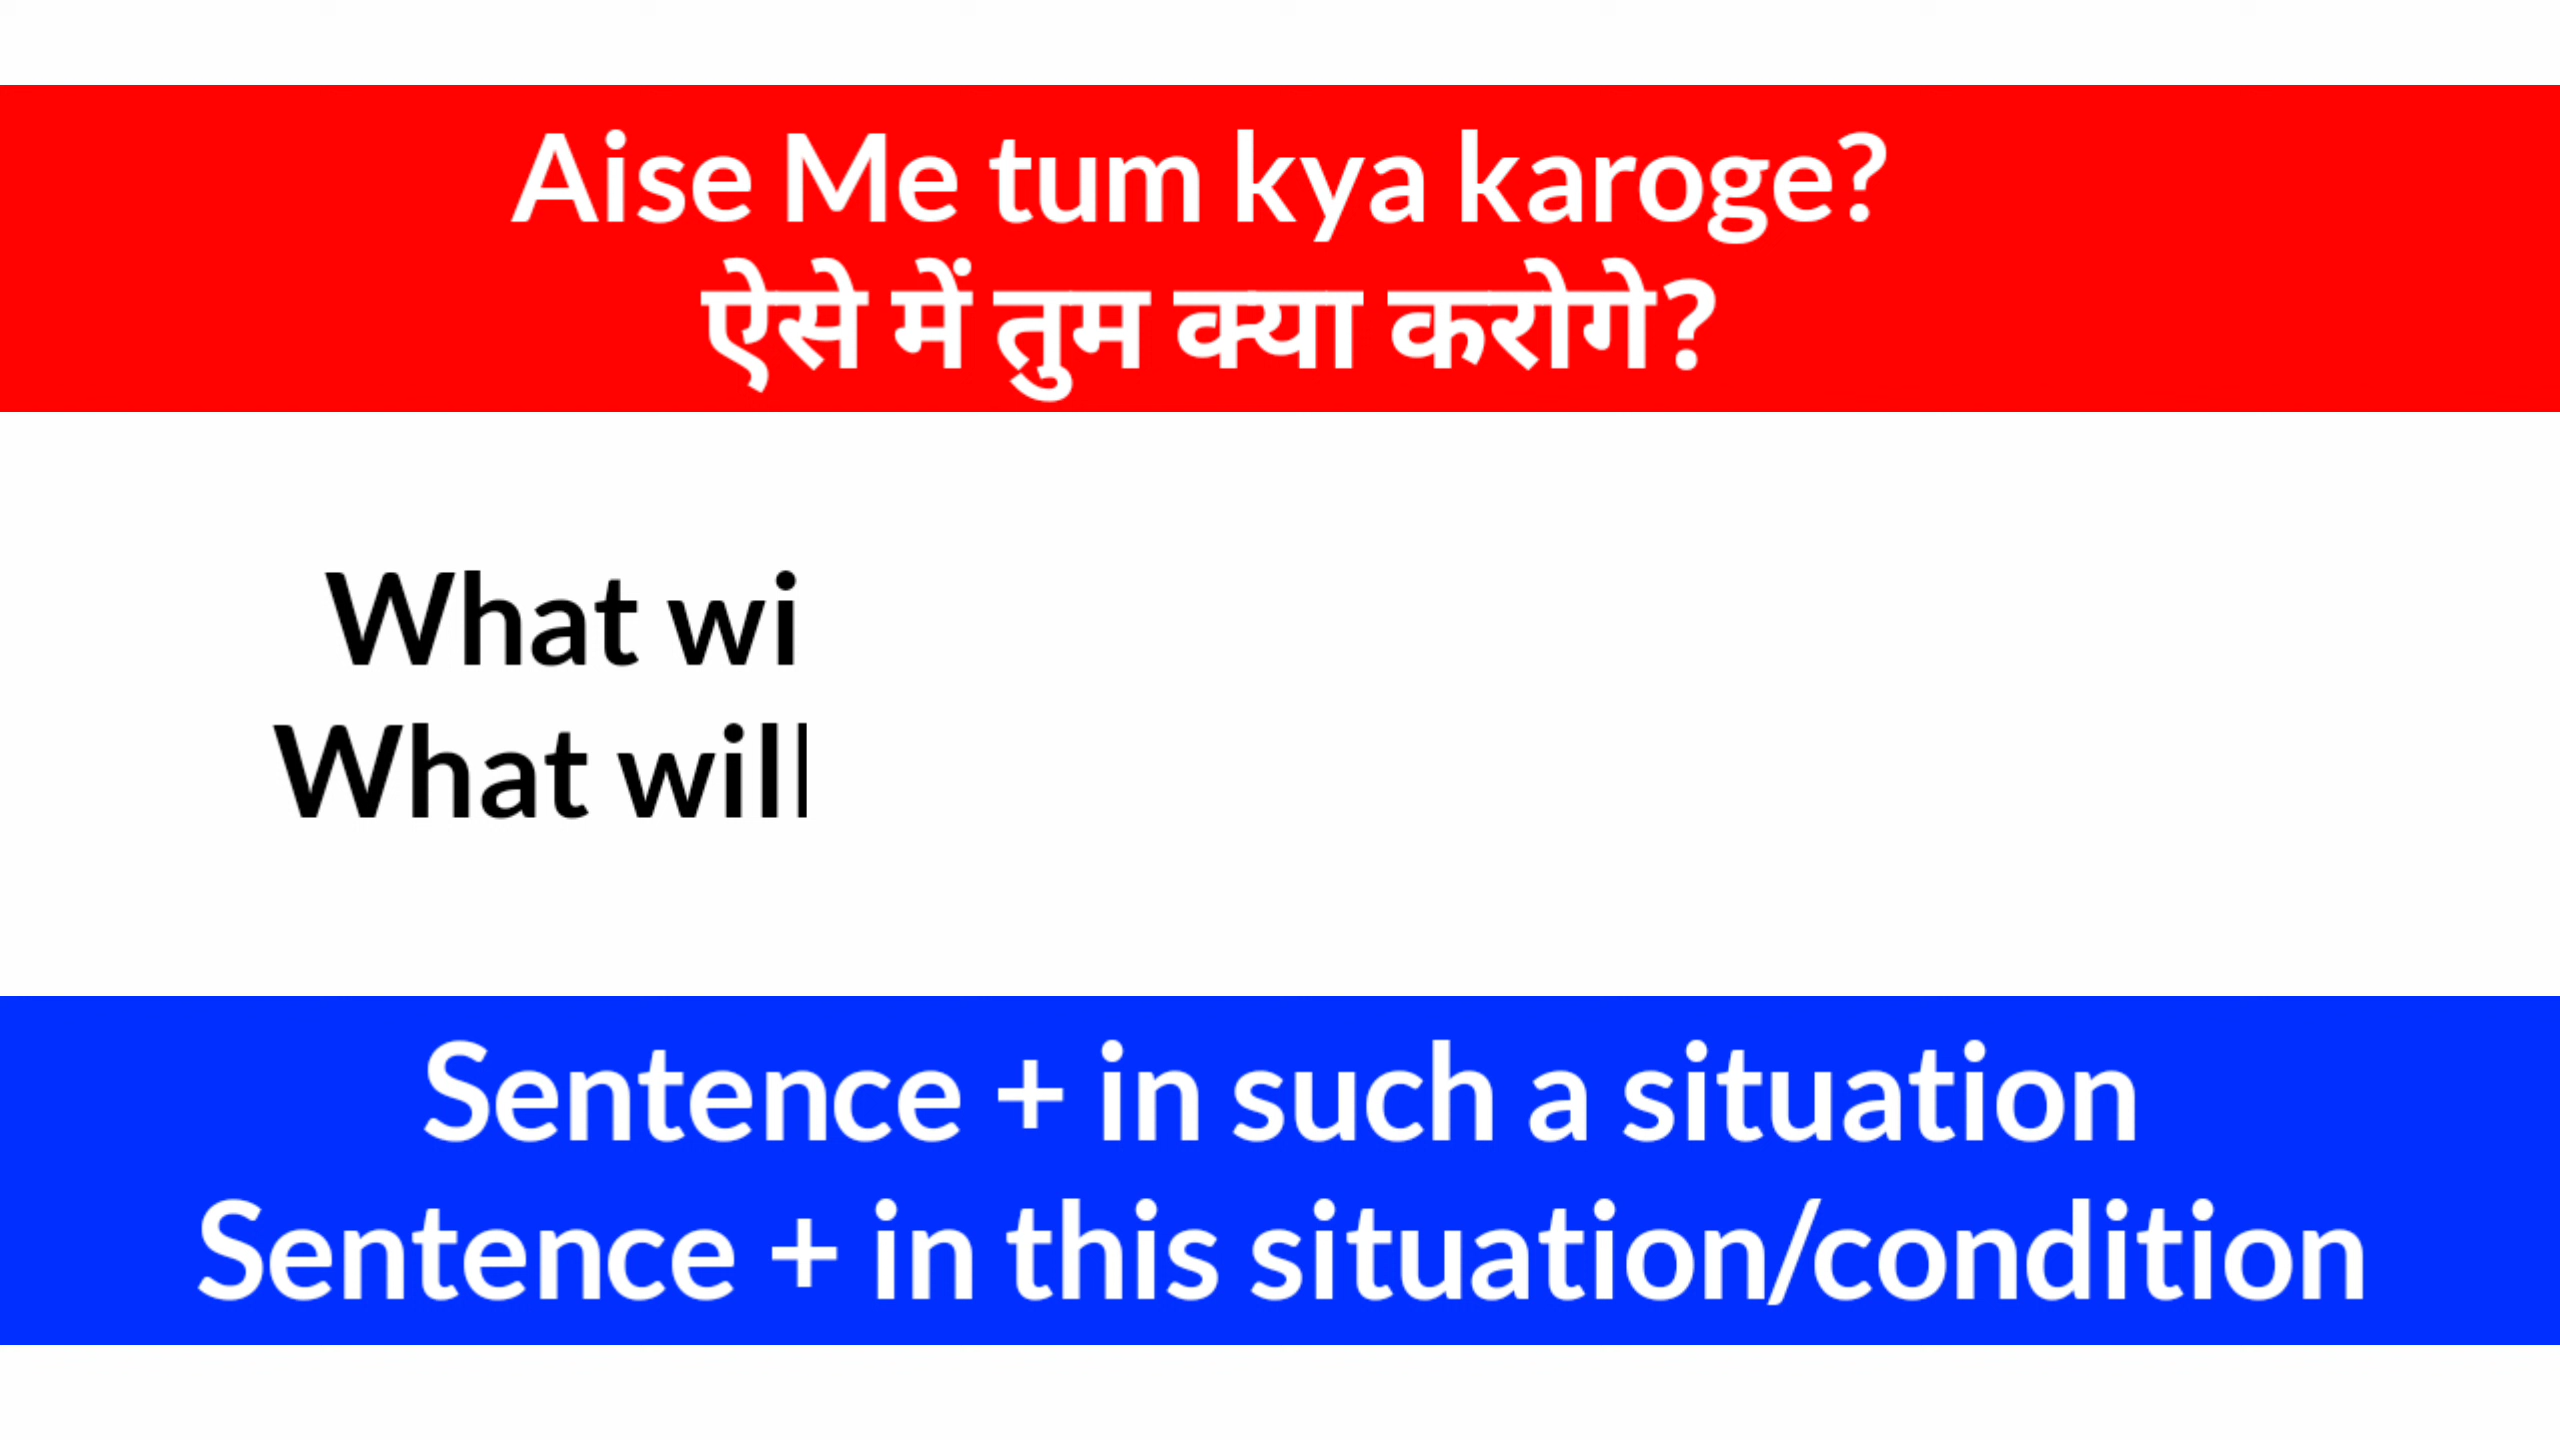 Aise Me tum kya karoge?
ऐसे में तुम क्या करोगे?
What wi
What will
Sentence + in such a situation
Sentence + in this situation/condition